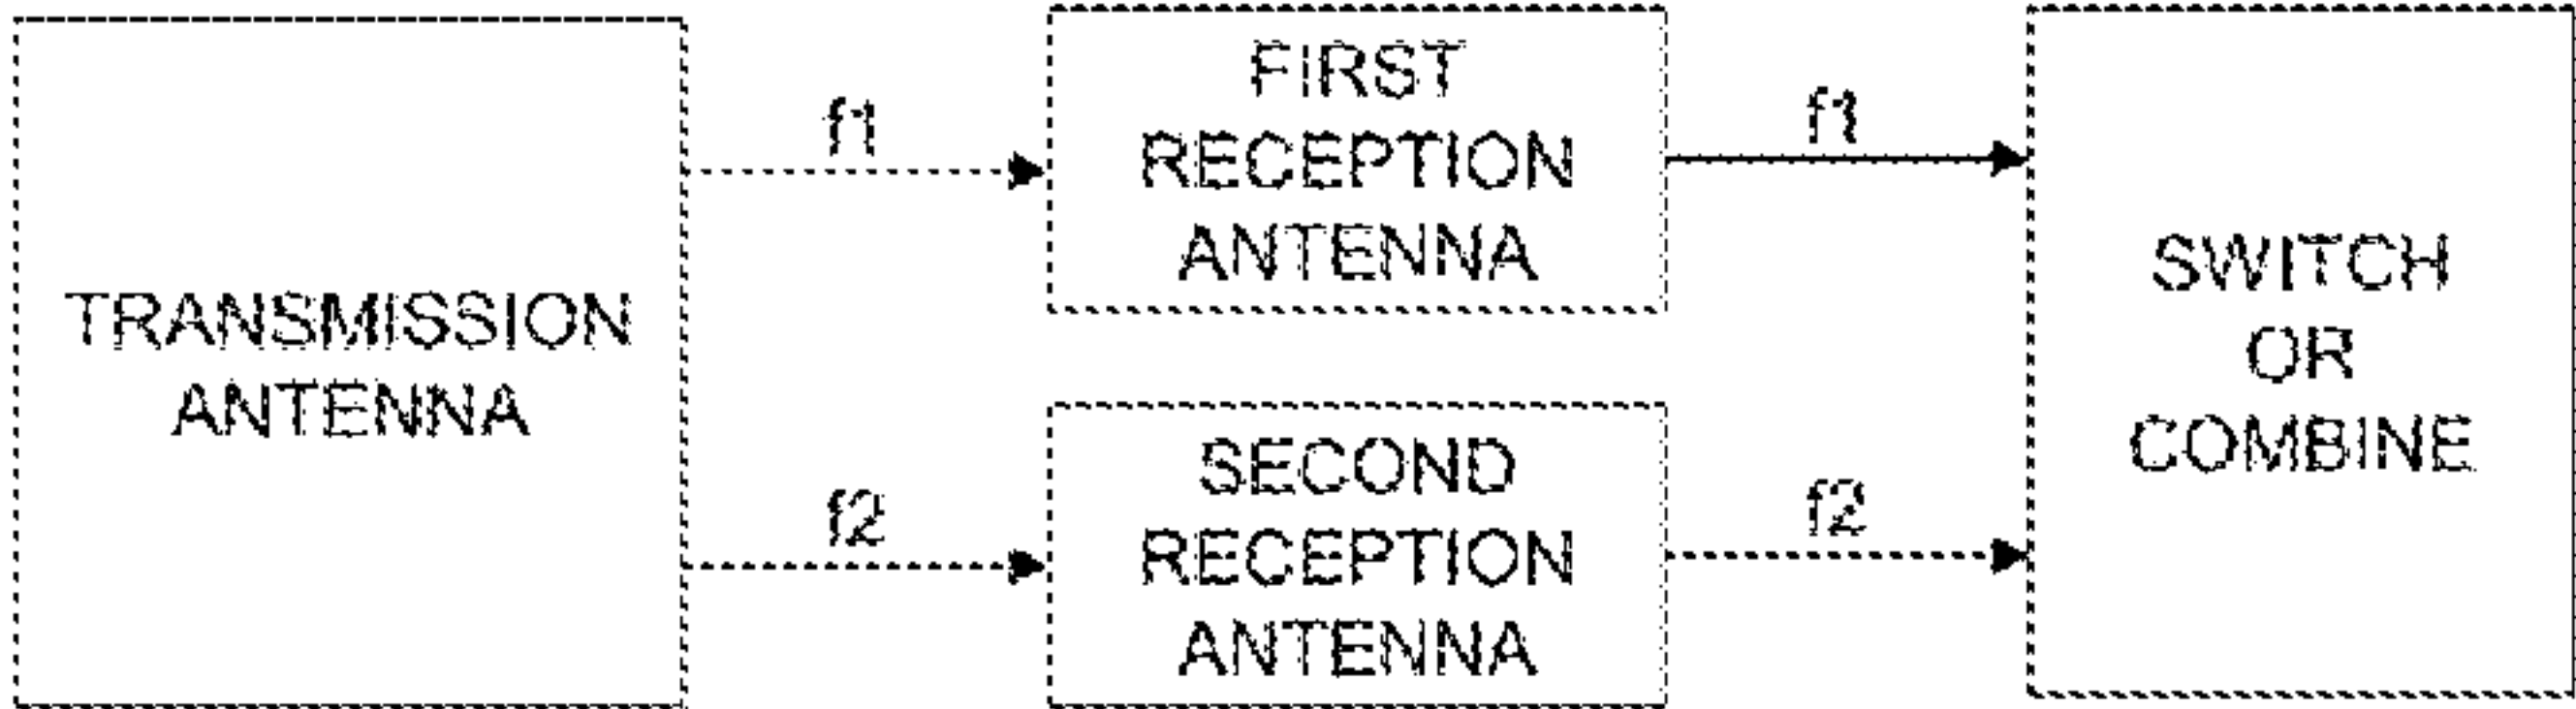 TRANSMISSION
ANTENNA
f1
f2
FIRST
RECEPTION
ANTENNA
SECOND
RECEPTION
ANTENNA
f1
f2
SWITCH
OR
COMBINE